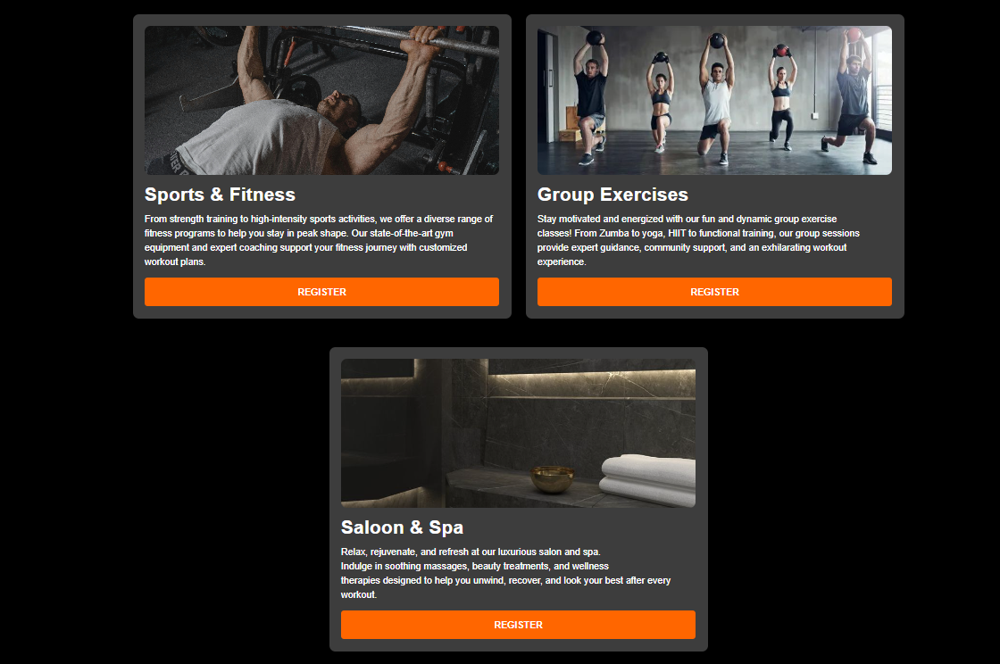 Sports & Fitness
From strength training to high-intensity sports activities, we offer a diverse range of
fitness programs to help you stay in peak shape. Our state-of-the-art gym
equipment and expert coaching support your fitness journey with customized
workout plans.
REGISTER
Group Exercises
Stay motivated and energized with our fun and dynamic group exercise
classes! From Zumba to yoga, HIIT to functional training, our group sessions
provide expert guidance, community support, and an exhilarating workout
experience.
REGISTER
Saloon & Spa
Relax, rejuvenate, and refresh at our luxurious salon and spa.
Indulge in soothing massages, beauty treatments, and wellness
therapies designed to help you unwind, recover, and look your best after every
workout.
REGISTER